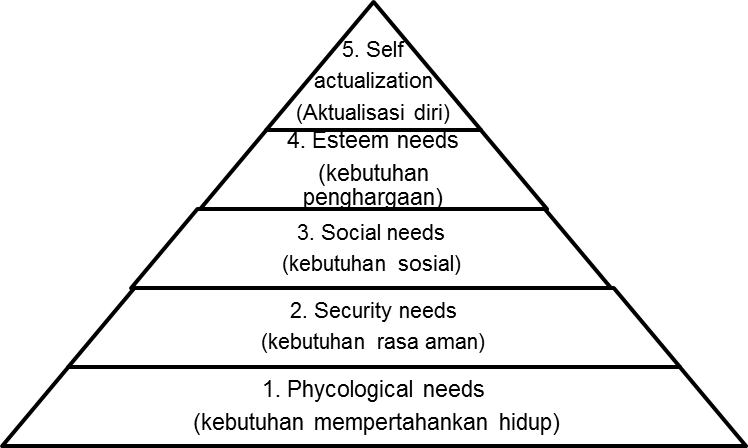 5. Self
actualization
(Aktualisasi diri)
4. Esteem needs
(kebutuhan
penghargaan)
3. Social needs
(kebutuhan sosial)
2. Security needs
(kebutuhan rasa aman)
1. Phycological needs
(kebutuhan mempertahankan hidup)